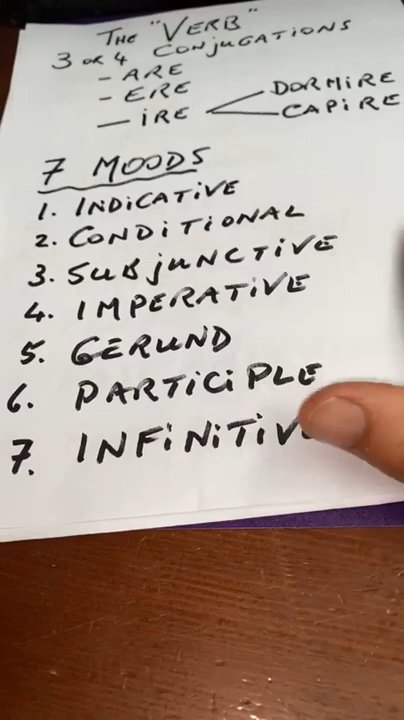 THE "VERB"
3 OR 4 CONJUGATIONS
- ARE
- ERE
- IRE DORMIRE
CAPIRE
7 MOODS
1. INDICATIVE
2. CONDITIONAL
3. SUBJUNCTIVE
4. IMPERATIVE
5. GERUND
6. PARTICIPLE
7. INFINITIV